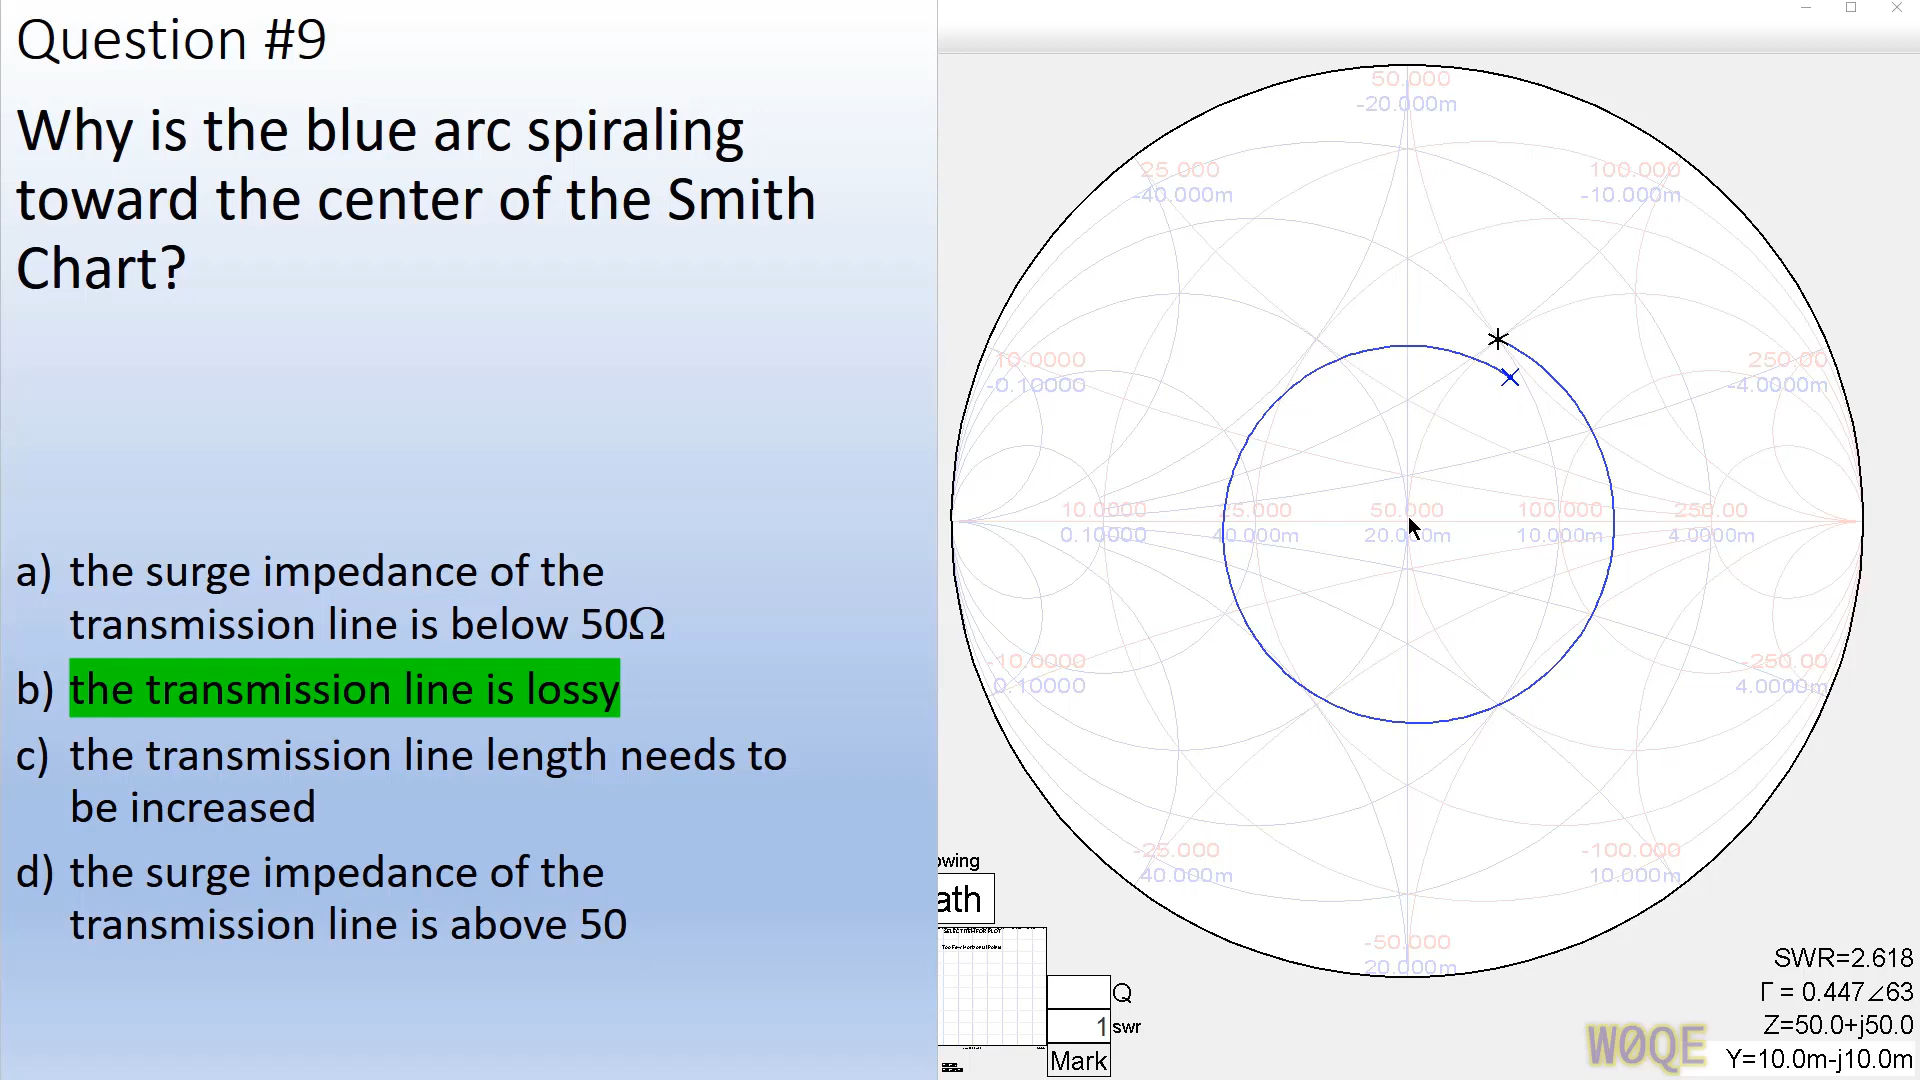 Question #9
Why is the blue arc spiraling
toward the center of the Smith
Chart?
a) the surge impedance of the
transmission line is below 50Ω
b) the transmission line is lossy
c) the transmission line length needs to
be increased
d) the surge impedance of the
transmission line is above 50
50.000
-20.000m
25.000
-40.000m
100.000
-10.000m
10.0000
-0.10000
250.00
-4.0000m
10.0000 25.000 50.000 100.000 250.00
0.10000 40.000m 20.000m 10.000m 4.0000m
-10.0000
0.10000
-250.00
4.0000m
-25.000
40.000m
-100.000
10.000m
-50.000
20.000m
owing
ath
Q
1 swr
Mark
SWR=2.618
Γ = 0.447∠63
Z=50.0+j50.0
Y=10.0m-j10.0m
W0QE